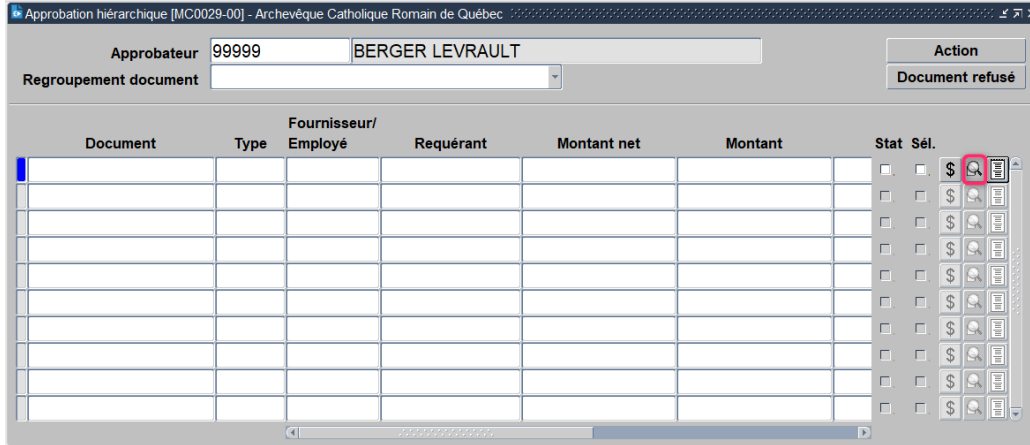 Approbation hiérarchique [MC0029-00] - Archevêque Catholique Romain de Québec
Approbateur 99999 BERGER LEVRAULT Action
Regroupement document Document refusé
Fournisseur/
Document Type Employé Requérant Montant net Montant Stat Sél.
$
$
$
$
$
$
$
$
$
$